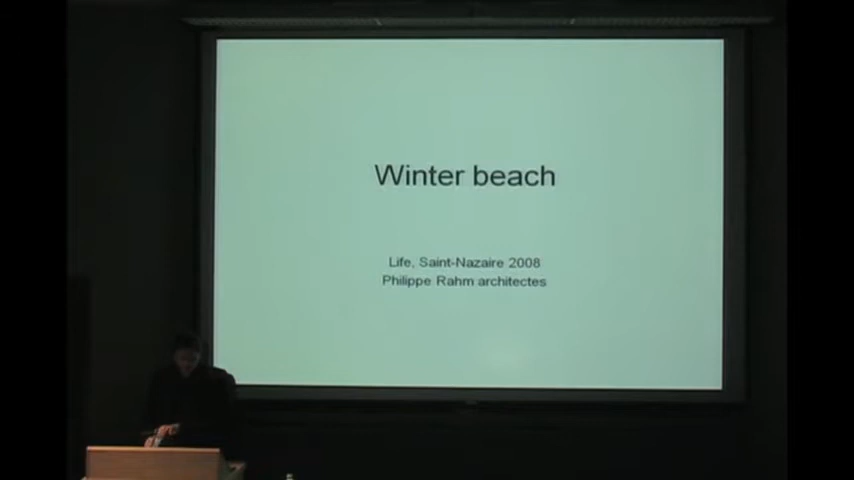 Winter beach
Life, Saint-Nazaire 2008
Philippe Rahm architectes